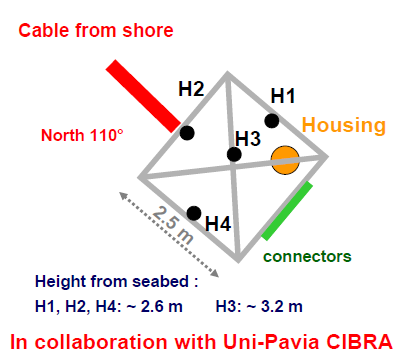 Cable from shore
H2
H1
Housing
North 110°
H3
H4
2.5 m
connectors
Height from seabed :
H1, H2, H4: ~ 2.6 m H3: ~ 3.2 m
In collaboration with Uni-Pavia CIBRA